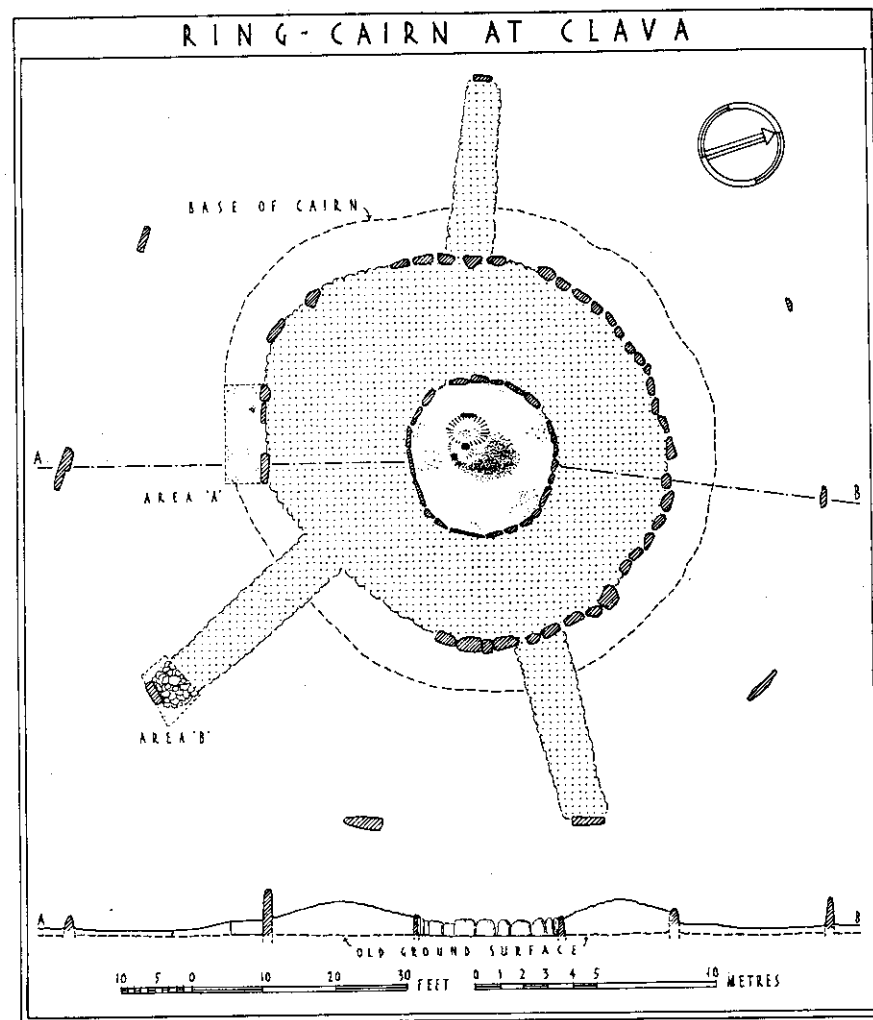 RING-CAIRN AT CLAVA
BASE OF CAIRN
A
B
AREA 'A'
AREA 'B'
A
B
OLD GROUND SURFACE
10 5 0 10 20 30 FEET 0 1 2 3 4 5 10 METRES